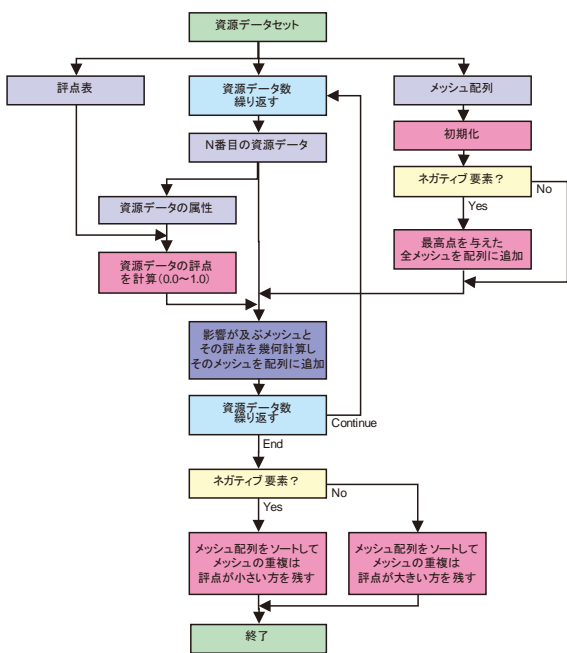 資源データセット
評点表
資源データ数
繰り返す
メッシュ配列
N番目の資源データ
初期化
資源データの属性
ネガティブ要素？
No
Yes
資源データの評点
を計算(0.0～1.0)
最高点を与えた
全メッシュを配列に追加
影響が及ぶメッシュと
その評点を幾何計算し
そのメッシュを配列に追加
資源データ数
繰り返す
Continue
End
ネガティブ要素？
No
Yes
メッシュ配列をソートして
メッシュの重複は
評点が小さい方を残す
メッシュ配列をソートして
メッシュの重複は
評点が大きい方を残す
終了